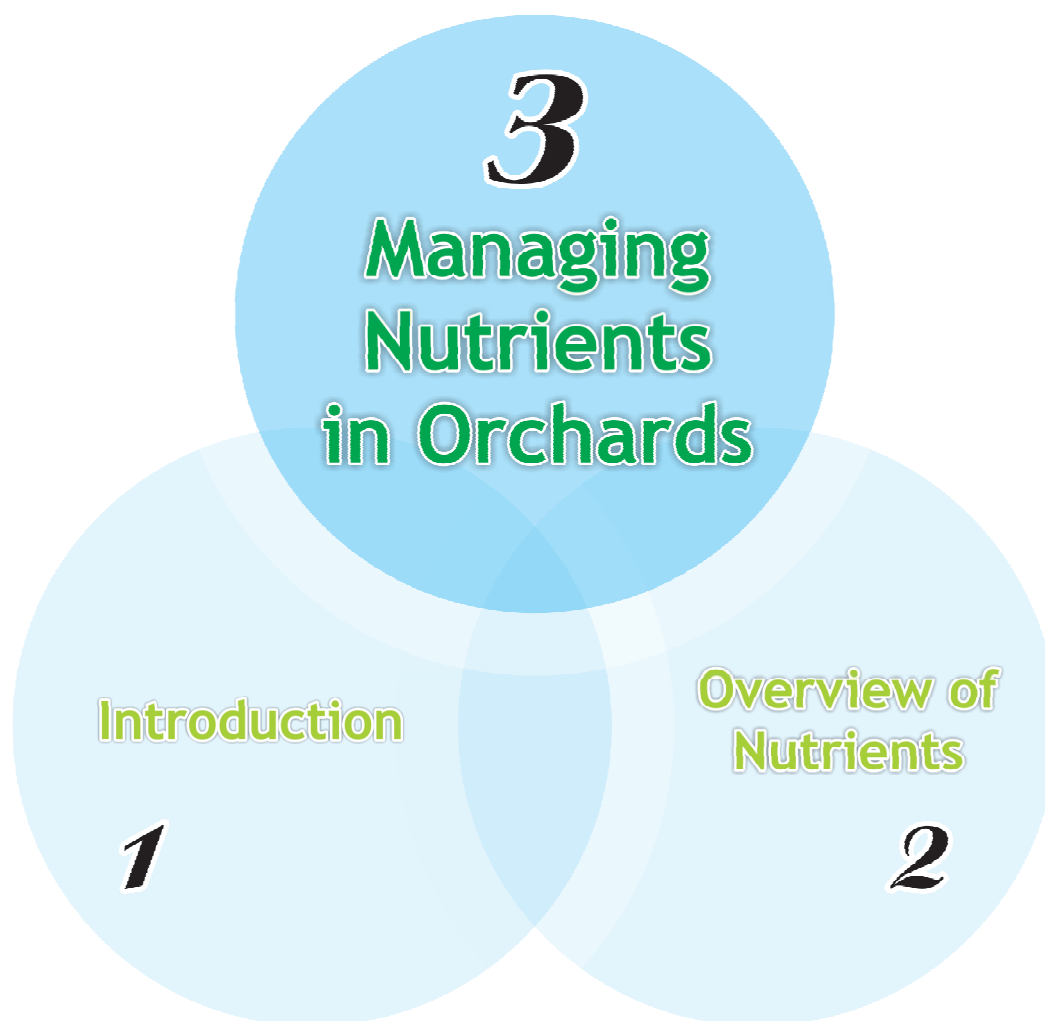 3
Managing
Nutrients
in Orchards
Introduction
1
Overview of
Nutrients
2